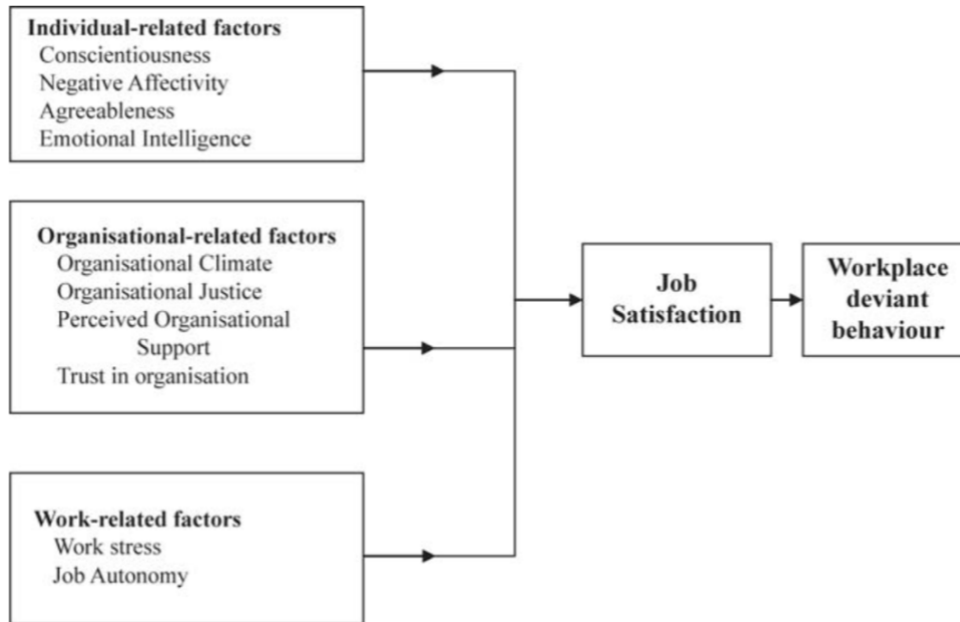 Individual-related factors
Conscientiousness
Negative Affectivity
Agreeableness
Emotional Intelligence
Organisational-related factors
Organisational Climate
Organisational Justice
Perceived Organisational
Support
Trust in organisation
Work-related factors
Work stress
Job Autonomy
Job
Satisfaction
Workplace
deviant
behaviour